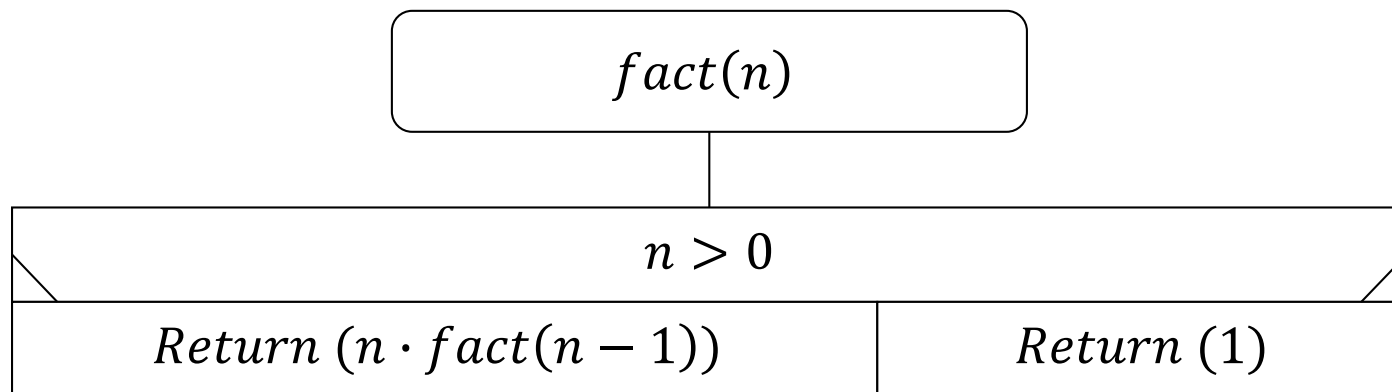 fact(n)
n > 0
Return (n · fact(n − 1))
Return (1)